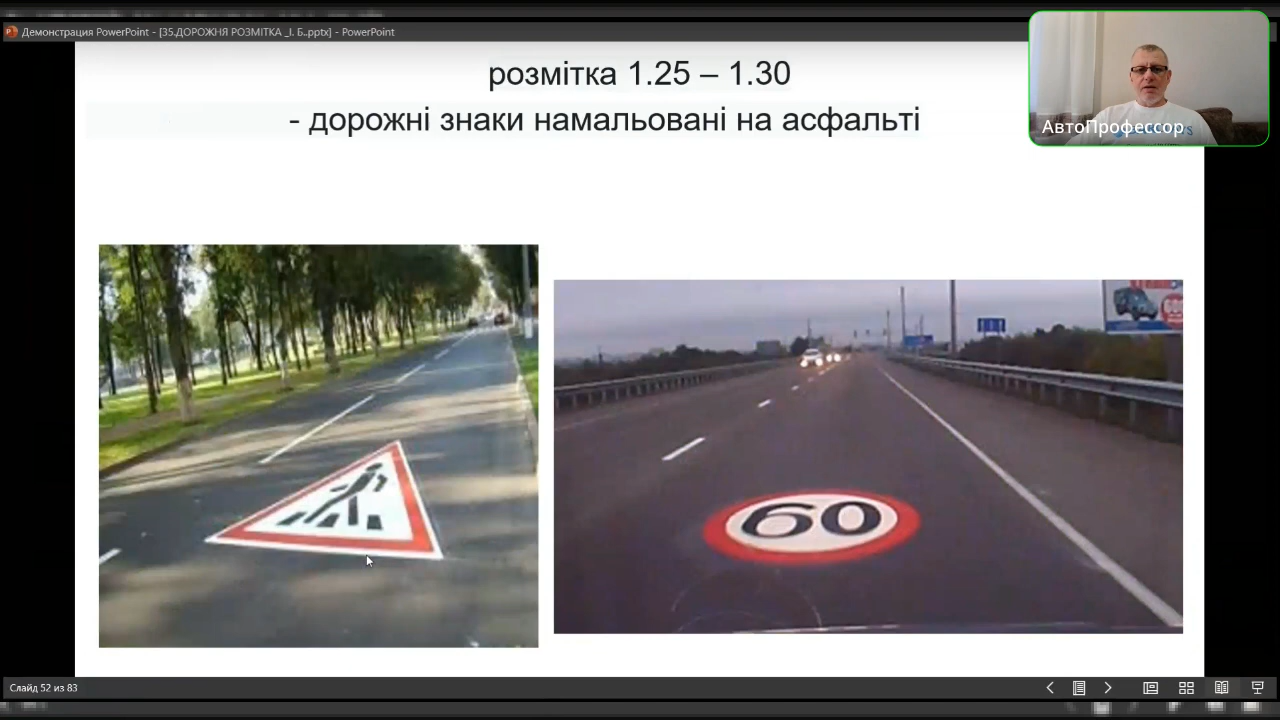 Демонстрация PowerPoint - [35.ДОРОЖНЯ РОЗМІТКА _І. Б..pptx] - PowerPoint
розмітка 1.25 – 1.30
- дорожні знаки намальовані на асфальті
АвтоПрофессор
60
Слайд 52 из 83